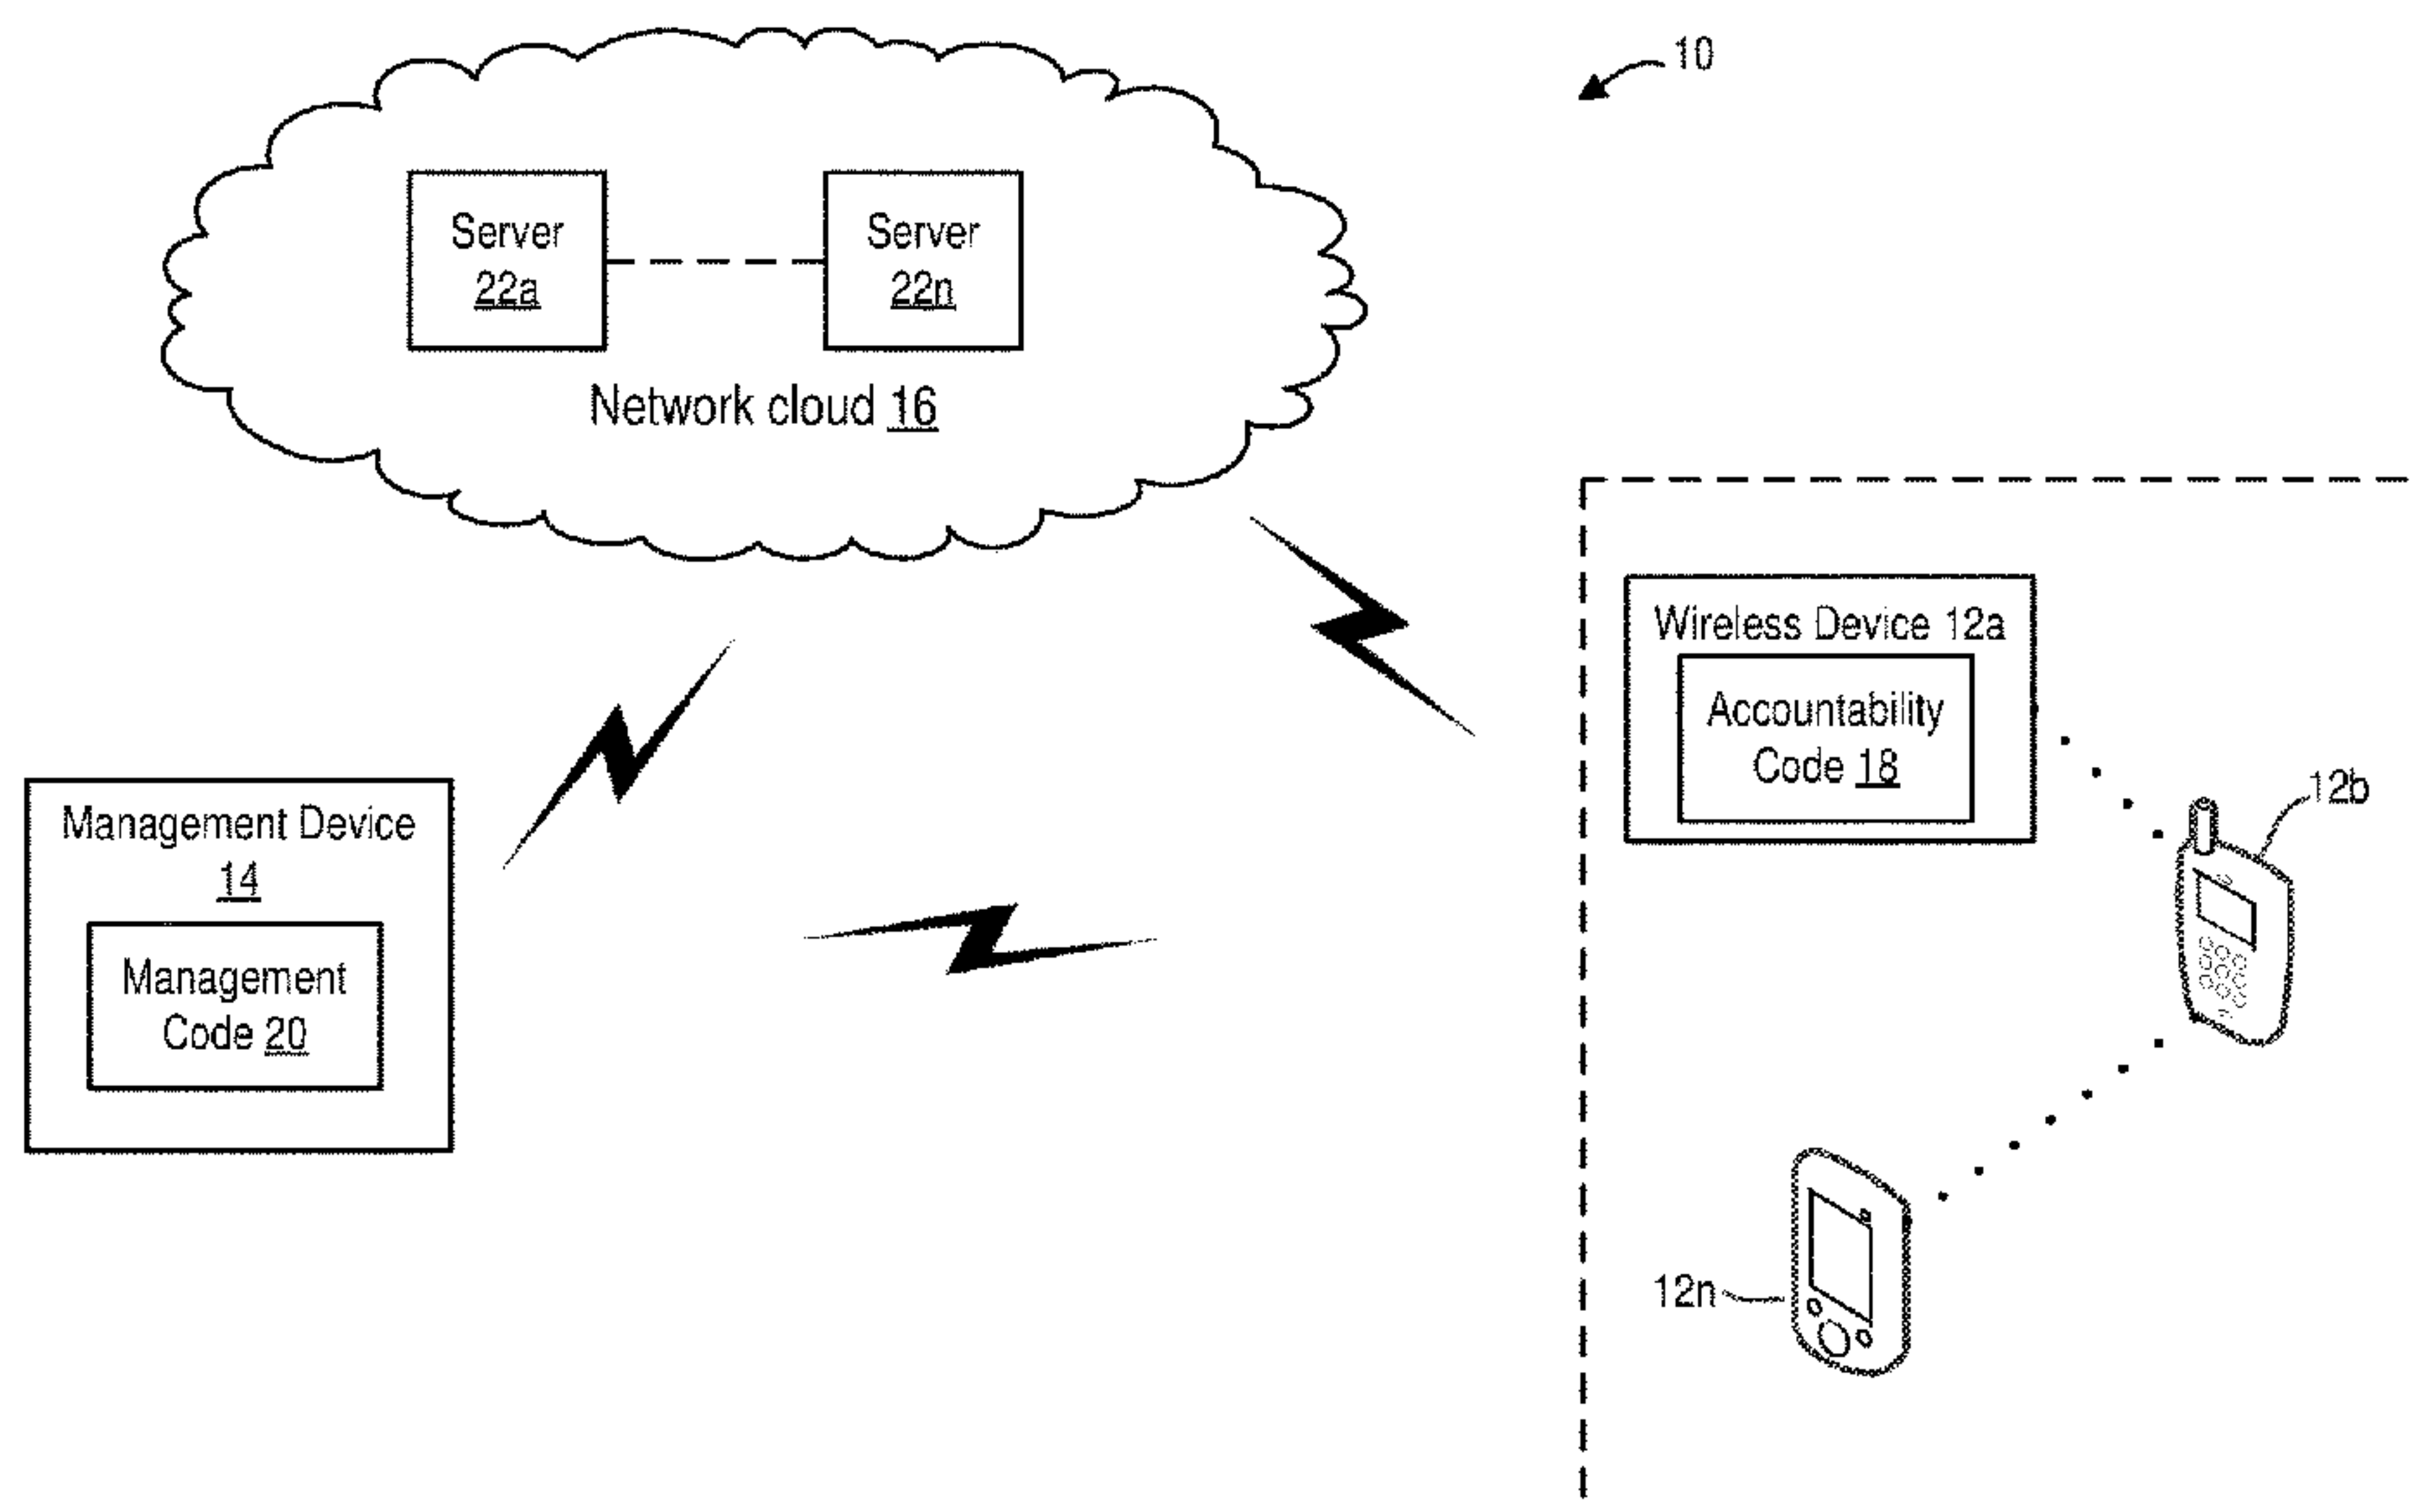 10
Server
22a
Server
22n
Network cloud 16
Wireless Device 12a
Accountability
Code 18
12b
Management Device
14
Management
Code 20
12n